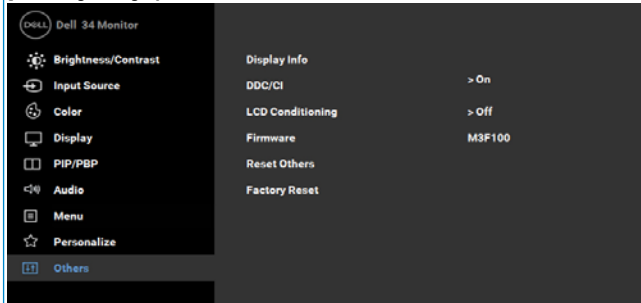 DELL Dell 34 Monitor
Brightness/Contrast
Input Source
Color
Display
PIP/PBP
Audio
Menu
Personalize
Others
Display Info
DDC/CI > On
LCD Conditioning > Off
Firmware M3F100
Reset Others
Factory Reset